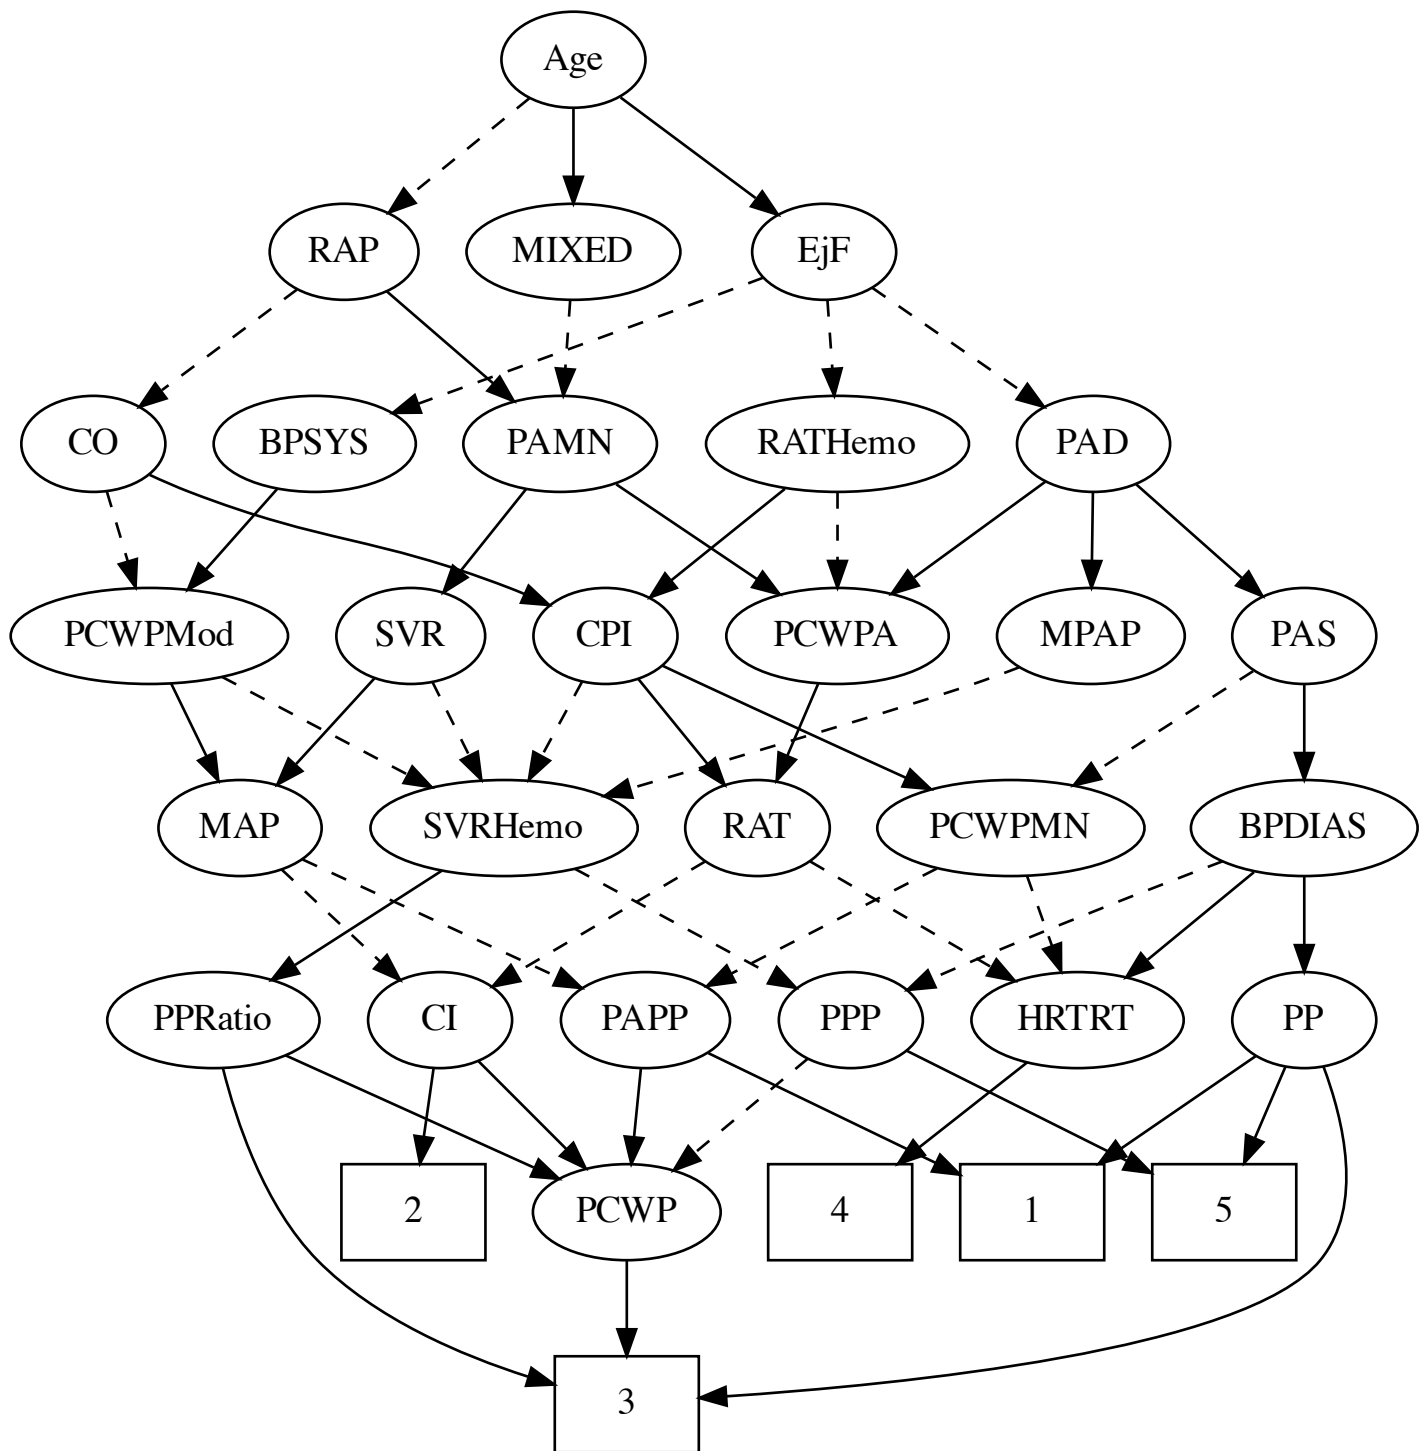 Age
RAP MIXED EjF
CO BPSYS PAMN RATHemo PAD
PCWPMod SVR CPI PCWPA MPAP PAS
MAP SVRHemo RAT PCWPMN BPDIAS
PPRatio CI PAPP PPP HRTRT PP
2 PCWP 4 1 5
3